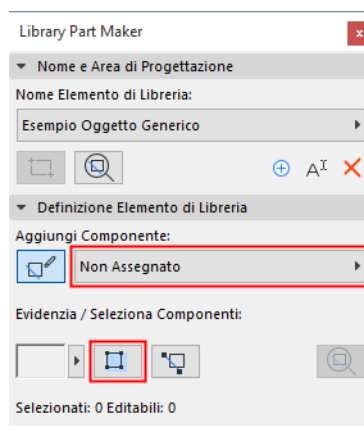 Library Part Maker
x
Nome e Area di Progettazione
Nome Elemento di Libreria:
Esempio Oggetto Generico
A
Definizione Elemento di Libreria
Aggiungi Componente:
Non Assegnato
Evidenzia / Seleziona Componenti:
Selezionati: 0 Editabili: 0